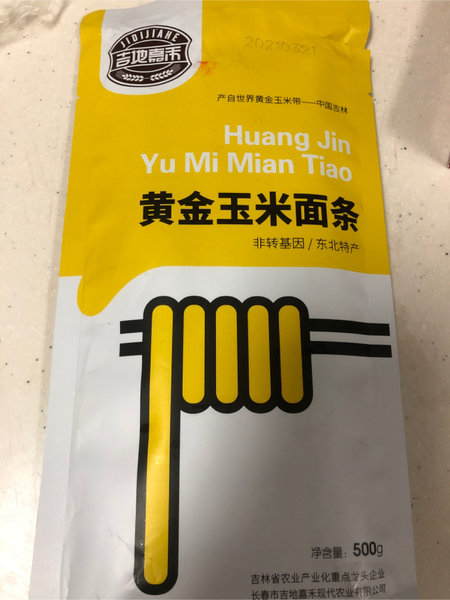 JIDIJIAHE
吉地嘉禾
20210321
产自世界黄金玉米带——中国吉林
Huang Jin
Yu Mi Mian Tiao
黄金玉米面条
非转基因 / 东北特产
净含量: 500g
吉林省农业产业化重点龙头企业
长春市吉地嘉禾现代农业有限公司